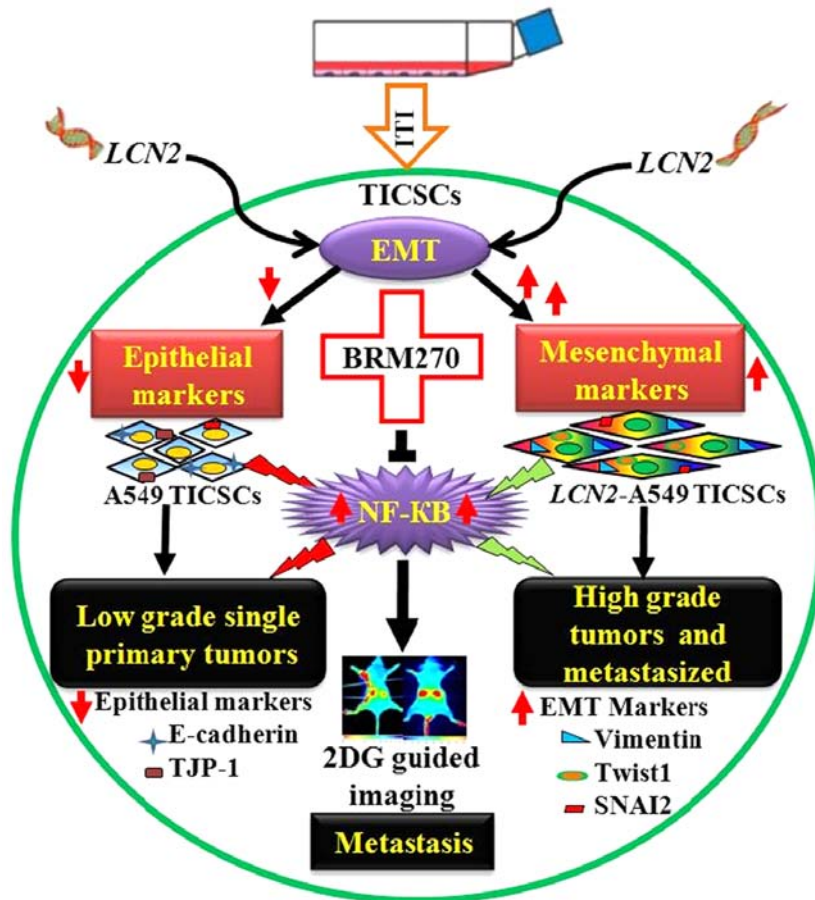 ITI
LCN2
LCN2
TICSCs
EMT
Epithelial
markers
BRM270
Mesenchymal
markers
A549 TICSCs
NF-KB
LCN2-A549 TICSCs
Low grade single
primary tumors
High grade
tumors and
metastasized
Epithelial markers
E-cadherin
TJP-1
2DG guided
imaging
Metastasis
EMT Markers
Vimentin
Twist1
SNAI2